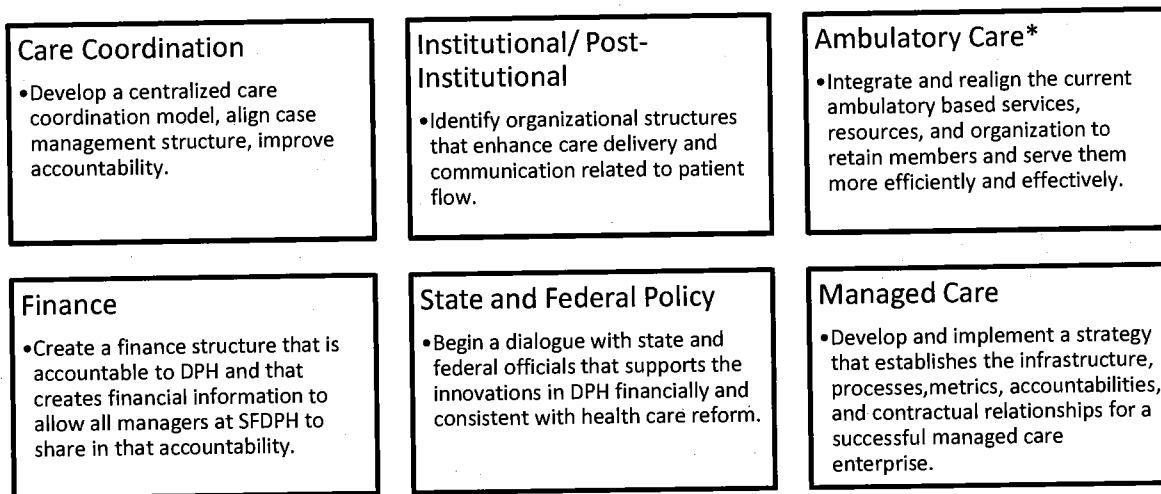 Care Coordination
•Develop a centralized care
coordination model, align case
management structure, improve
accountability.
Institutional/ Post-
Institutional
•Identify organizational structures
that enhance care delivery and
communication related to patient
flow.
Ambulatory Care*
•Integrate and realign the current
ambulatory based services,
resources, and organization to
retain members and serve them
more efficiently and effectively.
Finance
•Create a finance structure that is
accountable to DPH and that
creates financial information to
allow all managers at SFDPH to
share in that accountability.
State and Federal Policy
•Begin a dialogue with state and
federal officials that supports the
innovations in DPH financially and
consistent with health care reform.
Managed Care
•Develop and implement a strategy
that establishes the infrastructure,
processes,metrics, accountabilities,
and contractual relationships for a
successful managed care
enterprise.